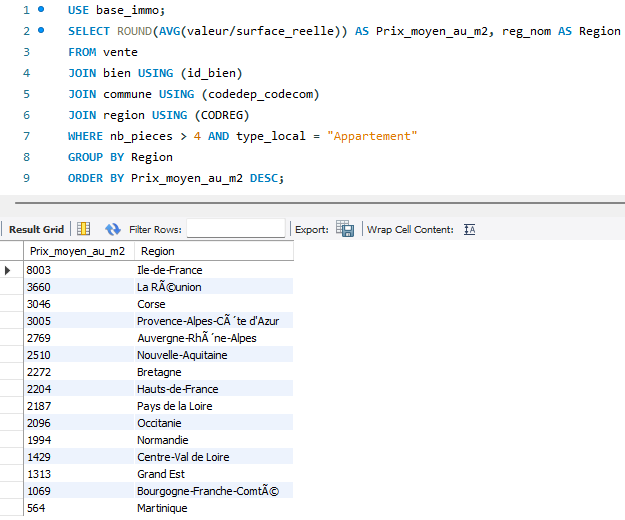 1 USE base_immo;
2 SELECT ROUND(AVG(valeur/surface_reelle)) AS Prix_moyen_au_m2, reg_nom AS Region
3 FROM vente
4 JOIN bien USING (id_bien)
5 JOIN commune USING (codedep_codecom)
6 JOIN region USING (CODREG)
7 WHERE nb_pieces > 4 AND type_local = "Appartement"
8 GROUP BY Region
9 ORDER BY Prix_moyen_au_m2 DESC;
Result Grid Filter Rows: Export: Wrap Cell Content: IA
Prix_moyen_au_m2 Region
8003 Ile-de-France
3660 La RÃ©union
3046 Corse
3005 Provence-Alpes-CÃ´te d'Azur
2769 Auvergne-RhÃ´ne-Alpes
2510 Nouvelle-Aquitaine
2272 Bretagne
2204 Hauts-de-France
2187 Pays de la Loire
2096 Occitanie
1994 Normandie
1429 Centre-Val de Loire
1313 Grand Est
1069 Bourgogne-Franche-ComtÃ©
564 Martinique